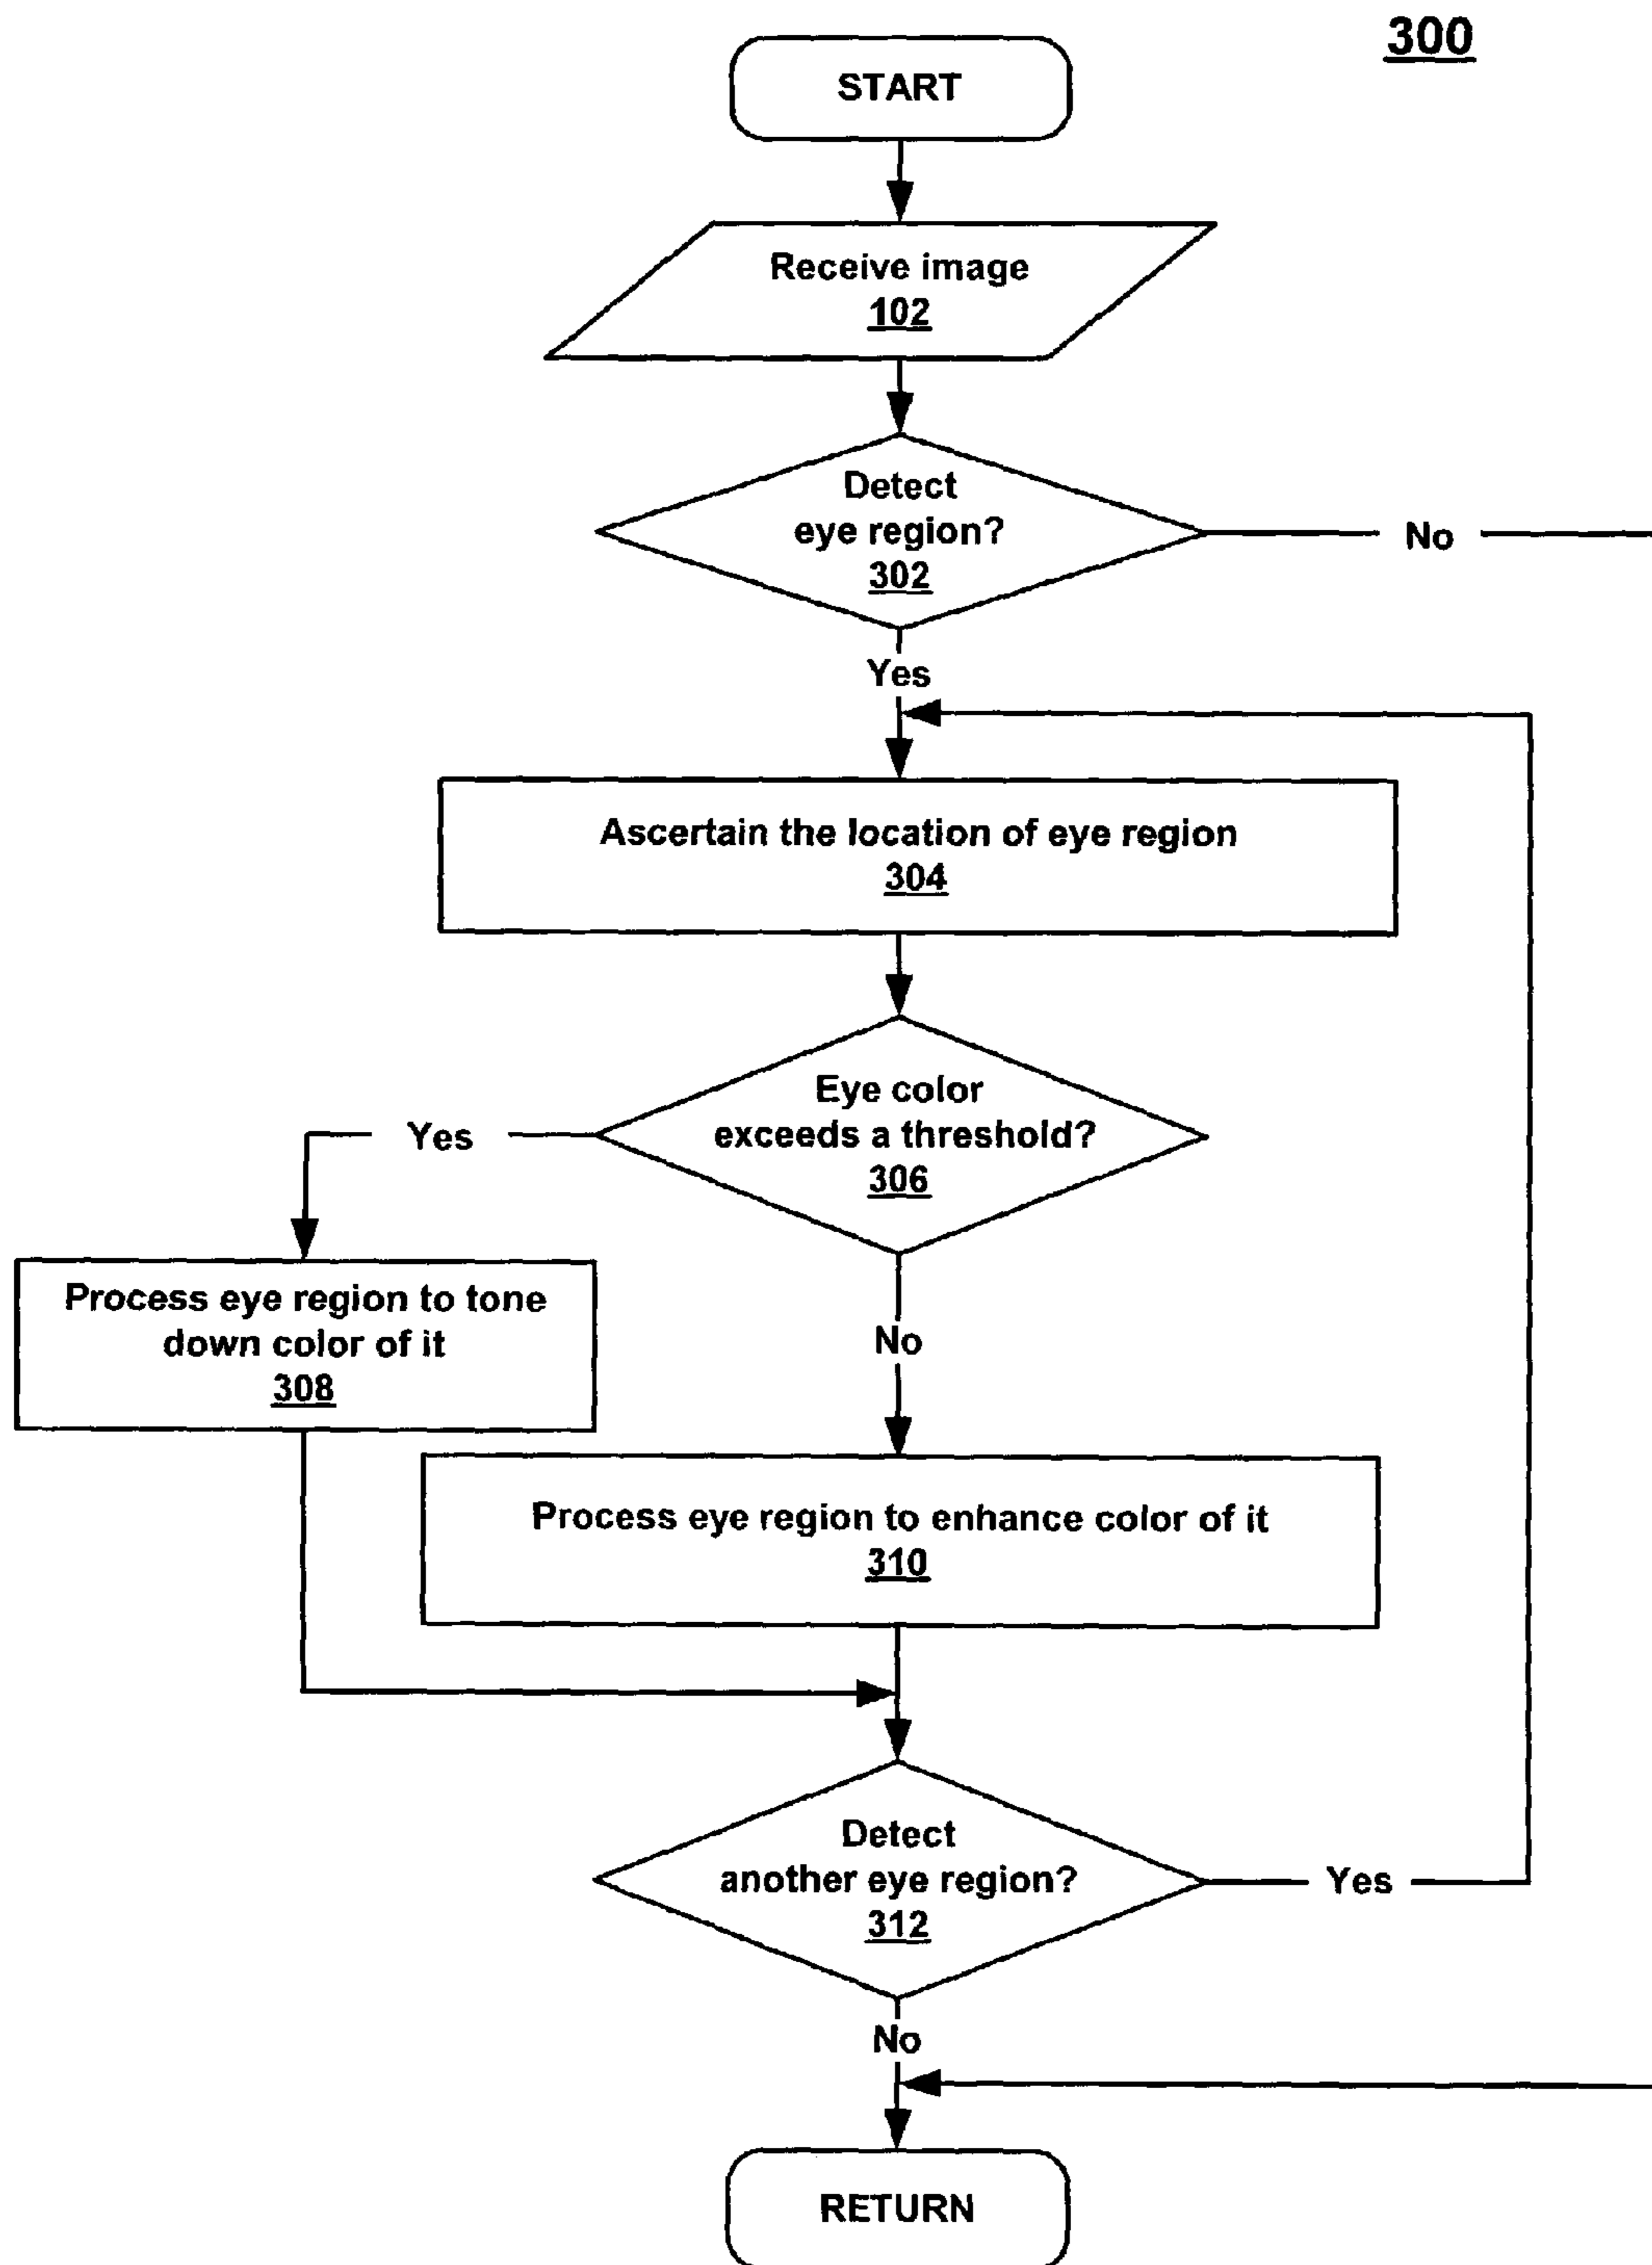 300
START
Receive image
102
Detect
eye region?
302
No
Yes
Ascertain the location of eye region
304
Eye color
exceeds a threshold?
306
Yes
Process eye region to tone
down color of it
308
No
Process eye region to enhance color of it
310
Detect
another eye region?
312
Yes
No
RETURN